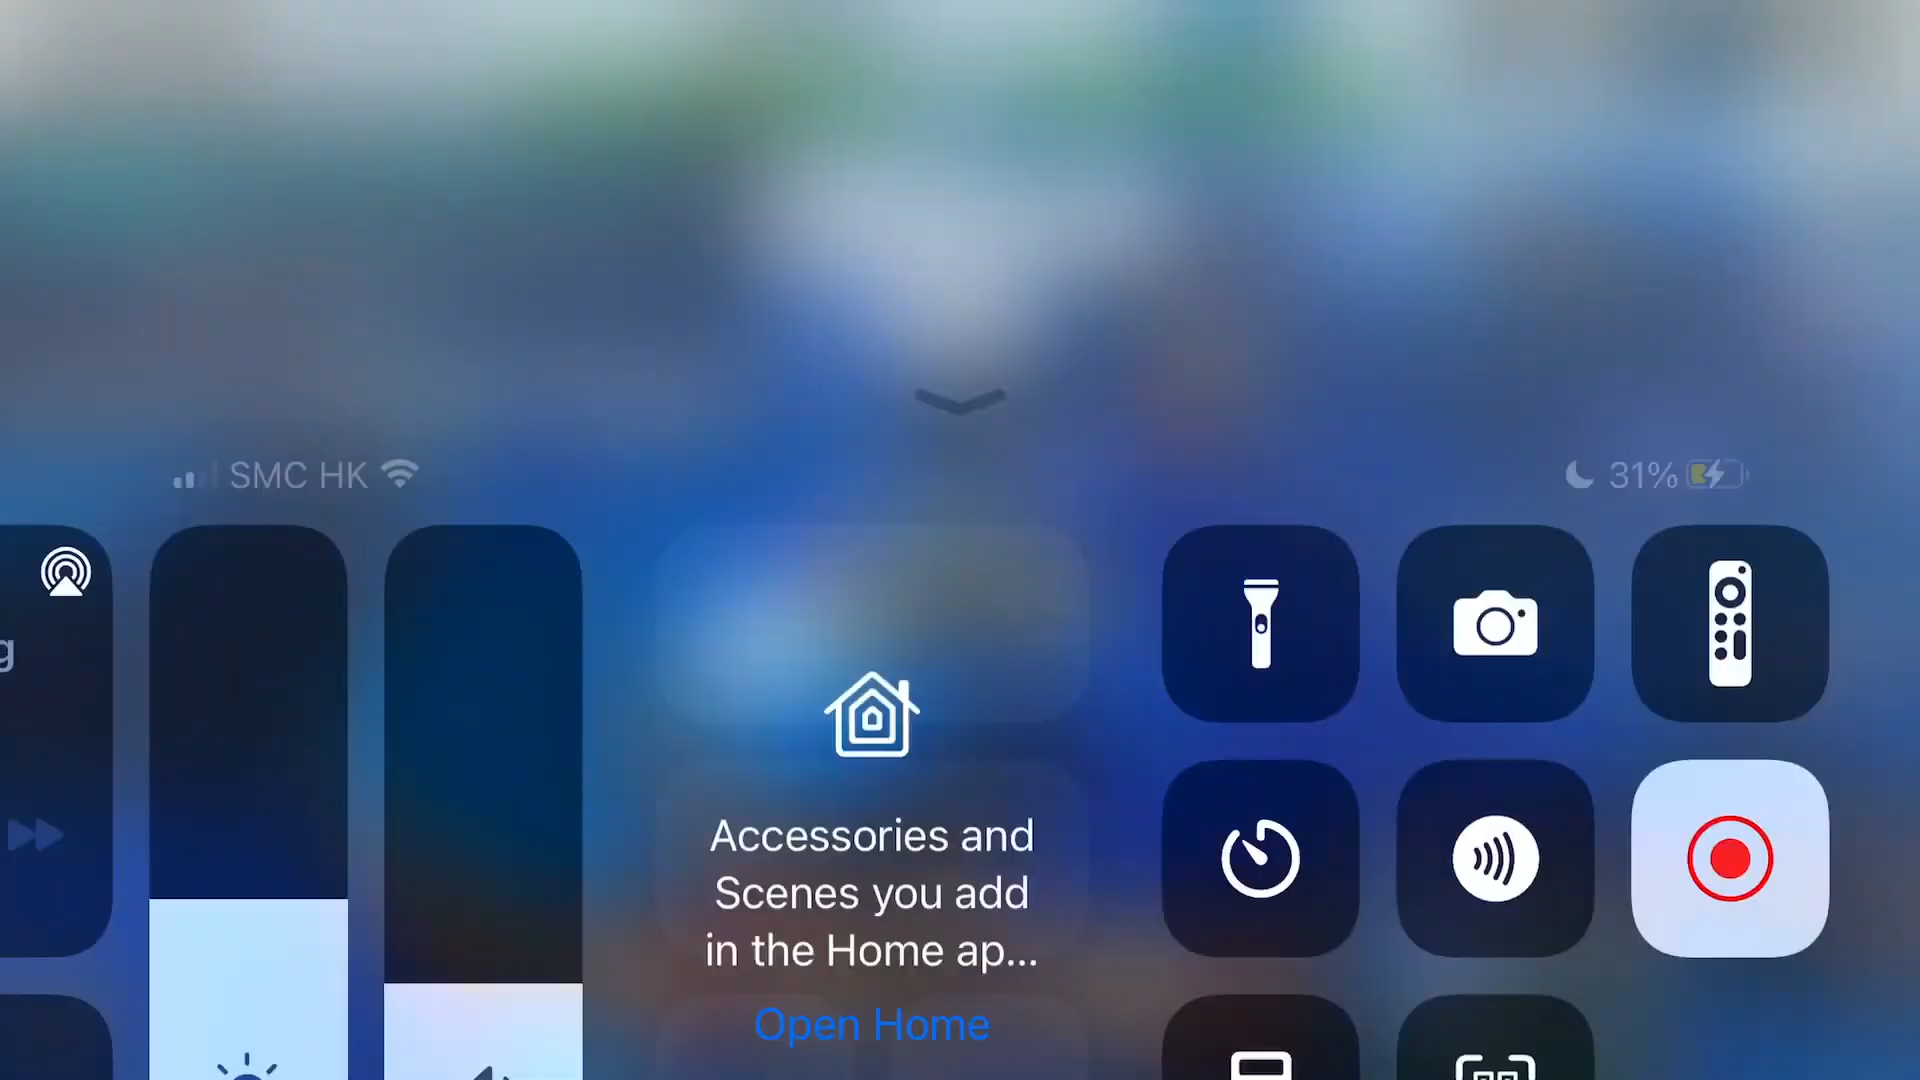 SMC HK
31%
g
Accessories and
Scenes you add
in the Home ap...
Open Home